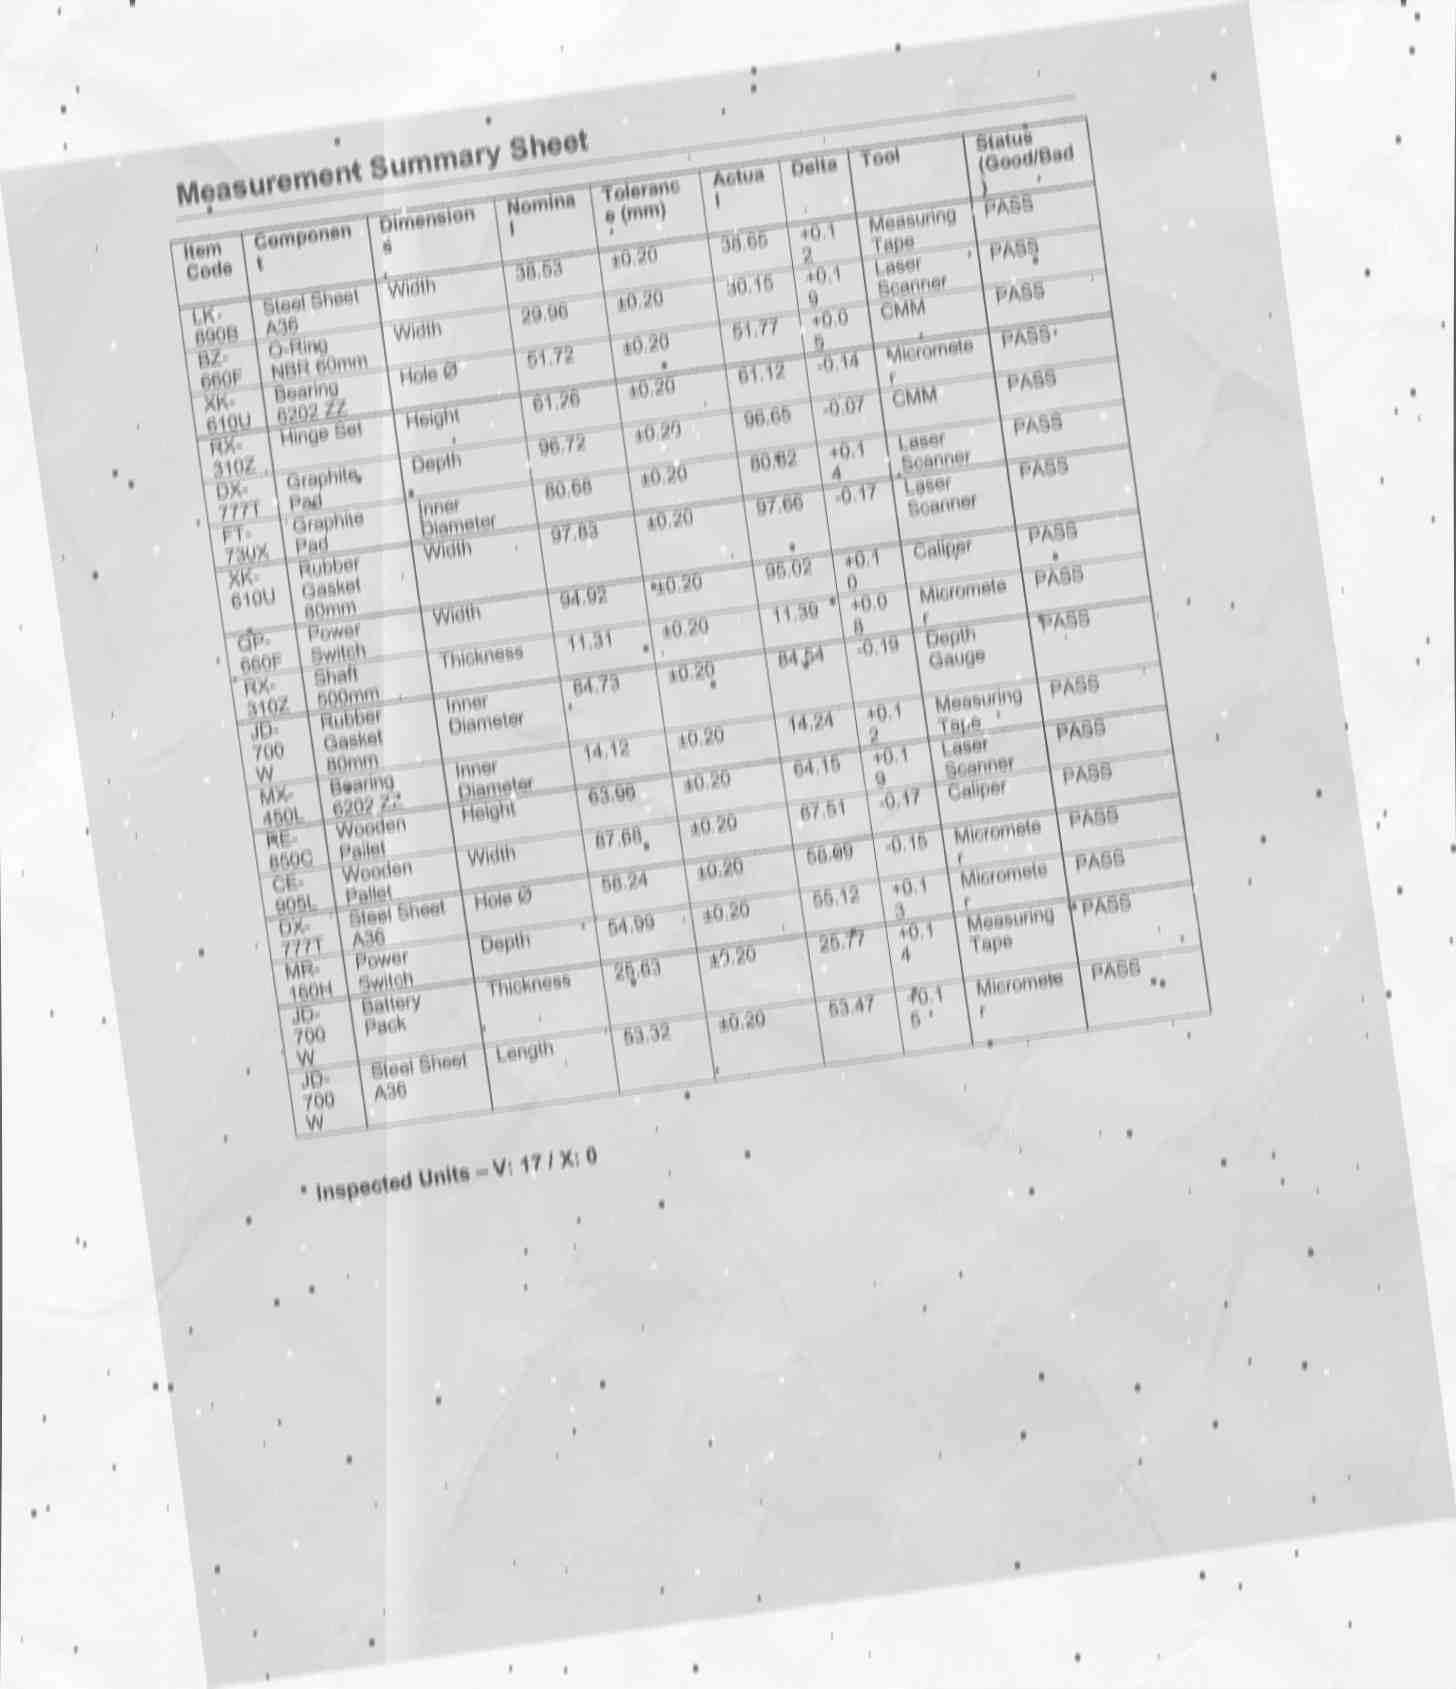 Measurement Summary Sheet
Item Code Component Dimensions Nominal Tolerance (mm) Actual Delta Tool Status (Good/Bad)
LK-890B Steel Sheet A36 Width 38.53 ±0.20 38.65 +0.12 Measuring Tape PASS
BZ-660F O-Ring NBR 60mm Width 29.96 ±0.20 30.15 +0.19 Laser Scanner PASS
XK-610U Bearing 6202 ZZ Hole Ø 51.72 ±0.20 51.77 +0.05 CMM PASS
RX-310Z Hinge Set Height 61.26 ±0.20 61.12 -0.14 Micrometer PASS
DX-777T Graphite Pad Depth 96.72 ±0.20 96.65 -0.07 CMM PASS
FT-730X Graphite Pad Inner Diameter 80.68 ±0.20 80.82 +0.14 Laser Scanner PASS
XK-610U Rubber Gasket 80mm Width 97.83 ±0.20 97.66 -0.17 Laser Scanner PASS
GP-660F Power Switch Width 94.92 ±0.20 95.02 +0.10 Caliper PASS
RX-310Z Shaft 500mm Thickness 11.31 ±0.20 11.39 +0.08 Micrometer PASS
JD-700W Rubber Gasket 80mm Inner Diameter 84.73 ±0.20 84.54 -0.19 Depth Gauge PASS
MX-450L Bearing 6202 ZZ Inner Diameter 14.12 ±0.20 14.24 +0.12 Measuring Tape PASS
RE-850C Wooden Pallet Height 63.96 ±0.20 64.15 +0.19 Laser Scanner PASS
CE-905L Wooden Pallet Width 87.68 ±0.20 87.51 -0.17 Caliper PASS
DX-777T Steel Sheet A36 Hole Ø 58.24 ±0.20 58.09 -0.15 Micrometer PASS
MR-160H Power Switch Depth 54.99 ±0.20 55.12 +0.13 Micrometer PASS
JD-700W Battery Pack Thickness 25.63 ±0.20 25.77 +0.14 Measuring Tape PASS
JD-700W Steel Sheet A36 Length 53.32 ±0.20 53.47 +0.15 Micrometer PASS
* Inspected Units – V: 17 / X: 0